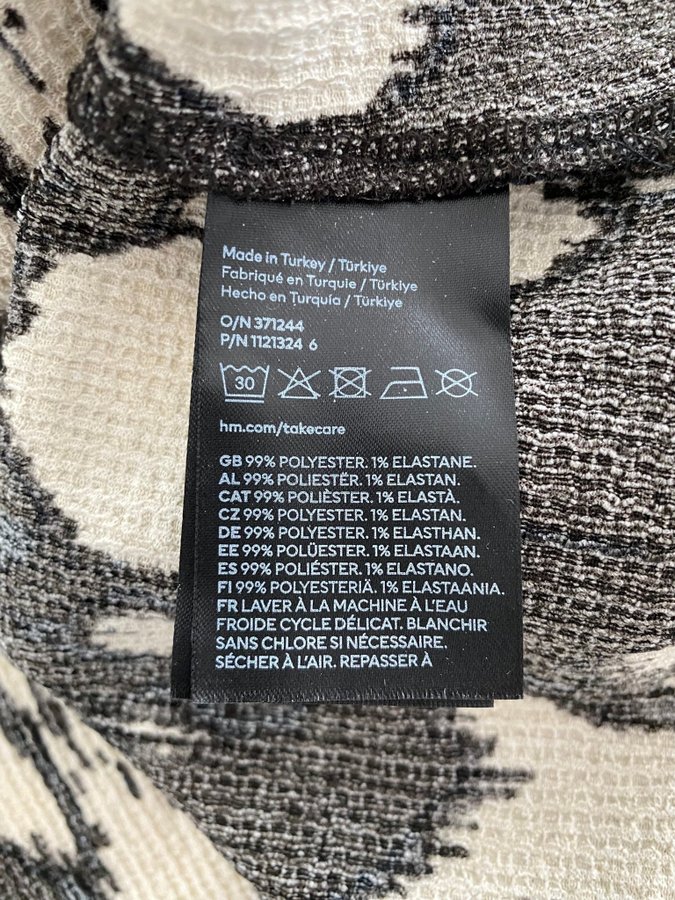 Made in Turkey / Türkiye
Fabriqué en Turquie / Türkiye
Hecho en Turquía / Türkiye
O/N 371244
P/N 1121324 6
30
hm.com/takecare
GB 99% POLYESTER. 1% ELASTANE.
AL 99% POLIESTËR. 1% ELASTAN.
CAT 99% POLIÈSTER. 1% ELASTÀ.
CZ 99% POLYESTER. 1% ELASTAN.
DE 99% POLYESTER. 1% ELASTHAN.
EE 99% POLÜESTER. 1% ELASTAAN.
ES 99% POLIÉSTER. 1% ELASTANO.
FI 99% POLYESTERIÄ. 1% ELASTAANIA.
FR LAVER À LA MACHINE À L'EAU
FROIDE CYCLE DÉLICAT. BLANCHIR
SANS CHLORE SI NÉCESSAIRE.
SÉCHER À L'AIR. REPASSER À